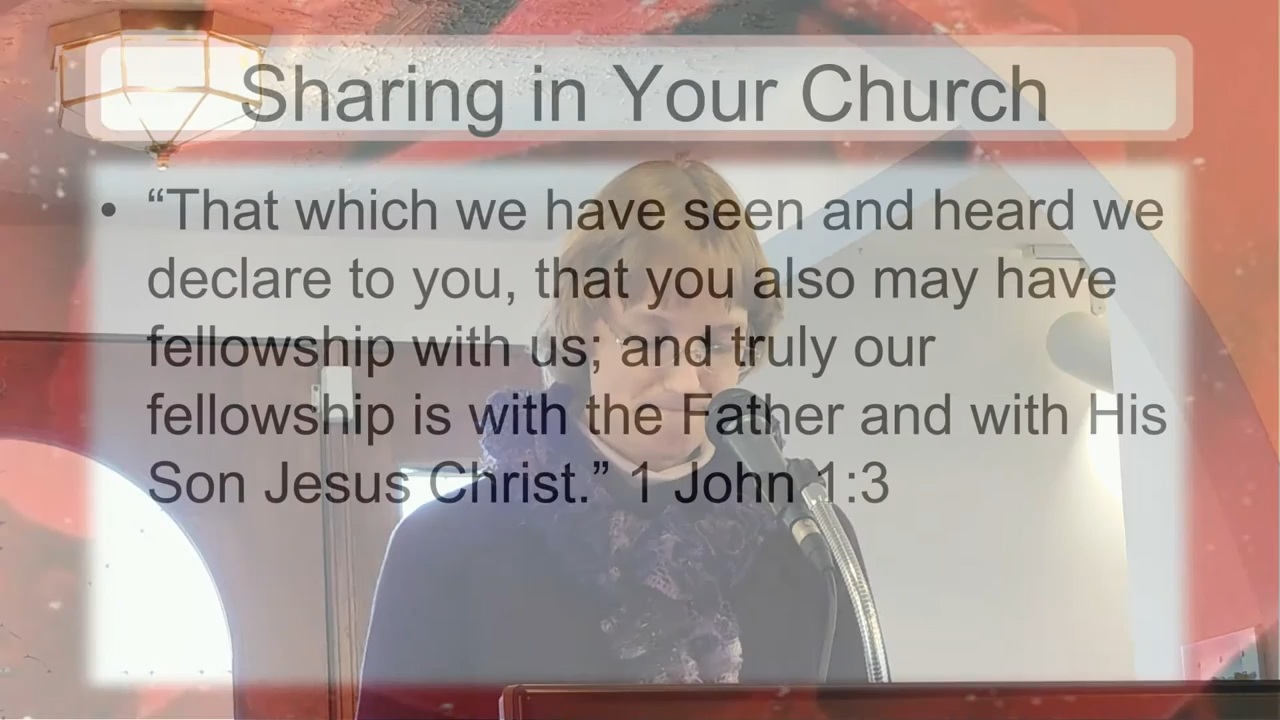 Sharing in Your Church
• “That which we have seen and heard we
declare to you, that you also may have
fellowship with us; and truly our
fellowship is with the Father and with His
Son Jesus Christ.” 1 John 1:3